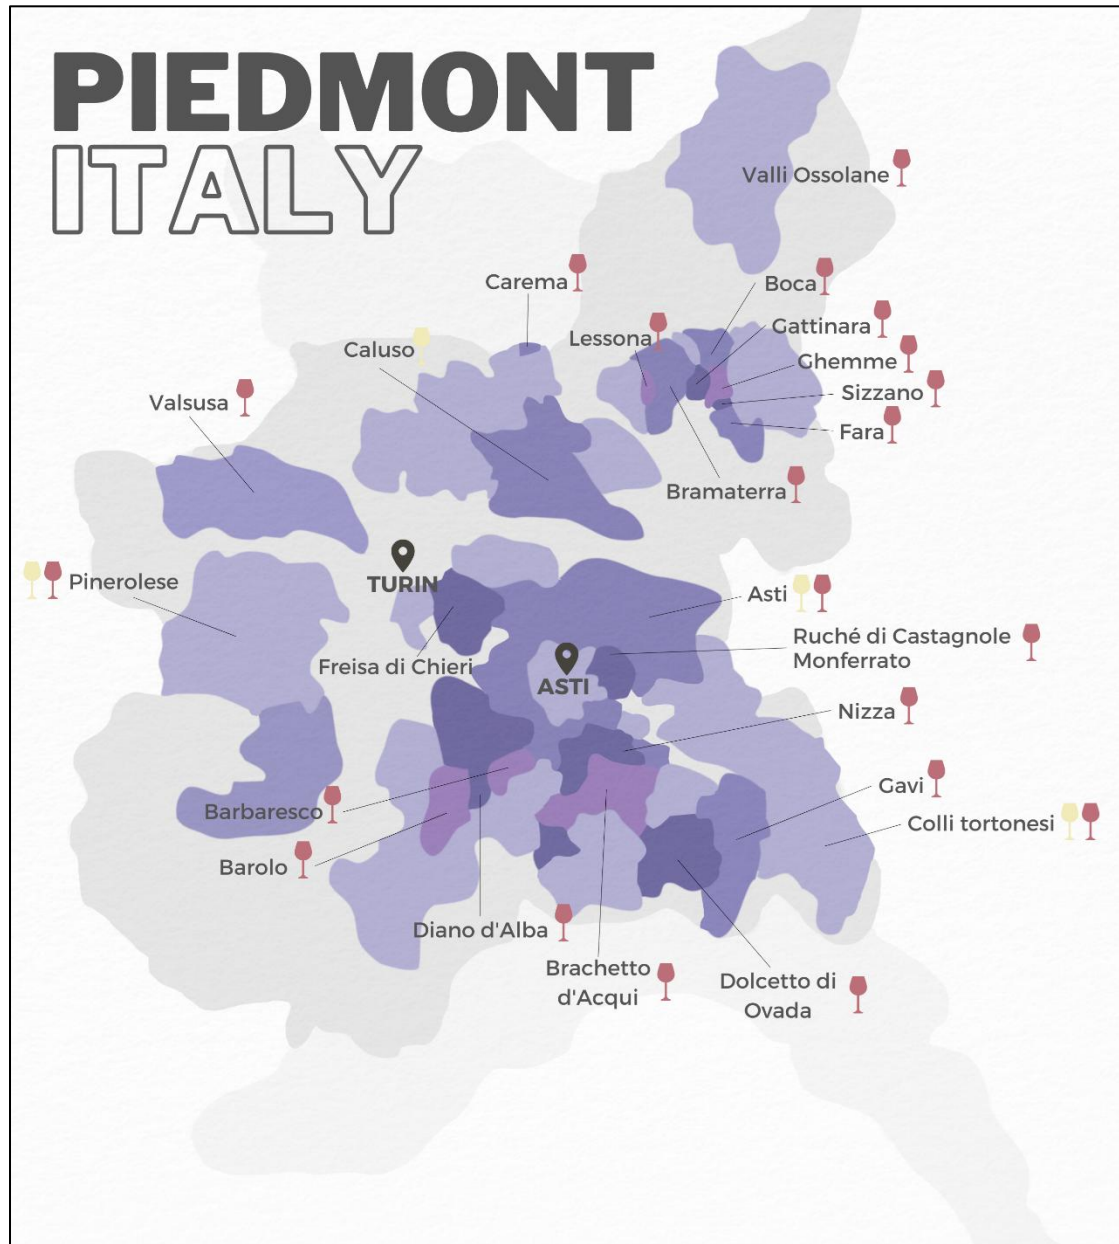 PIEDMONT
ITALY
Valli Ossolane
Carema
Boca
Gattinara
Lessona
Caluso
Ghemme
Sizzano
Valsusa
Fara
Bramaterra
TURIN
Pinerolese
Asti
Ruché di Castagnole
Monferrato
Freisa di Chieri
ASTI
Nizza
Gavi
Barbaresco
Colli tortonesi
Barolo
Diano d'Alba
Brachetto
d'Acqui
Dolcetto di
Ovada